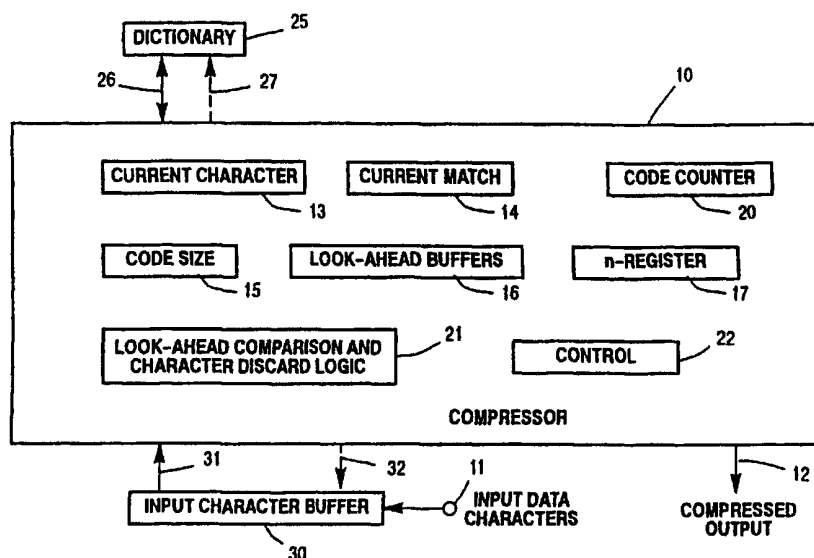 DICTIONARY 25
26 27
10
CURRENT CHARACTER CURRENT MATCH CODE COUNTER
13 14 20
CODE SIZE LOOK-AHEAD BUFFERS n-REGISTER
15 16 17
LOOK-AHEAD COMPARISON AND
CHARACTER DISCARD LOGIC
21
CONTROL 22
COMPRESSOR
31 32 11 12
INPUT CHARACTER BUFFER
30
INPUT DATA
CHARACTERS
COMPRESSED
OUTPUT